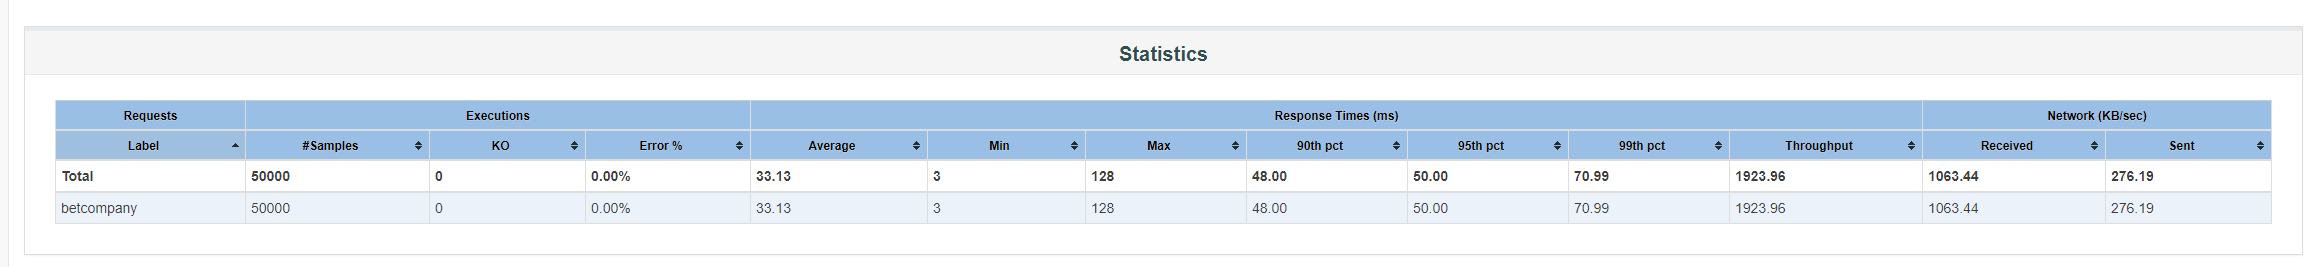 Statistics
Requests Executions Response Times (ms) Network (KB/sec)
Label #Samples KO Error % Average Min Max 90th pct 95th pct 99th pct Throughput Received Sent
Total 50000 0 0.00% 33.13 3 128 48.00 50.00 70.99 1923.96 1063.44 276.19
betcompany 50000 0 0.00% 33.13 3 128 48.00 50.00 70.99 1923.96 1063.44 276.19